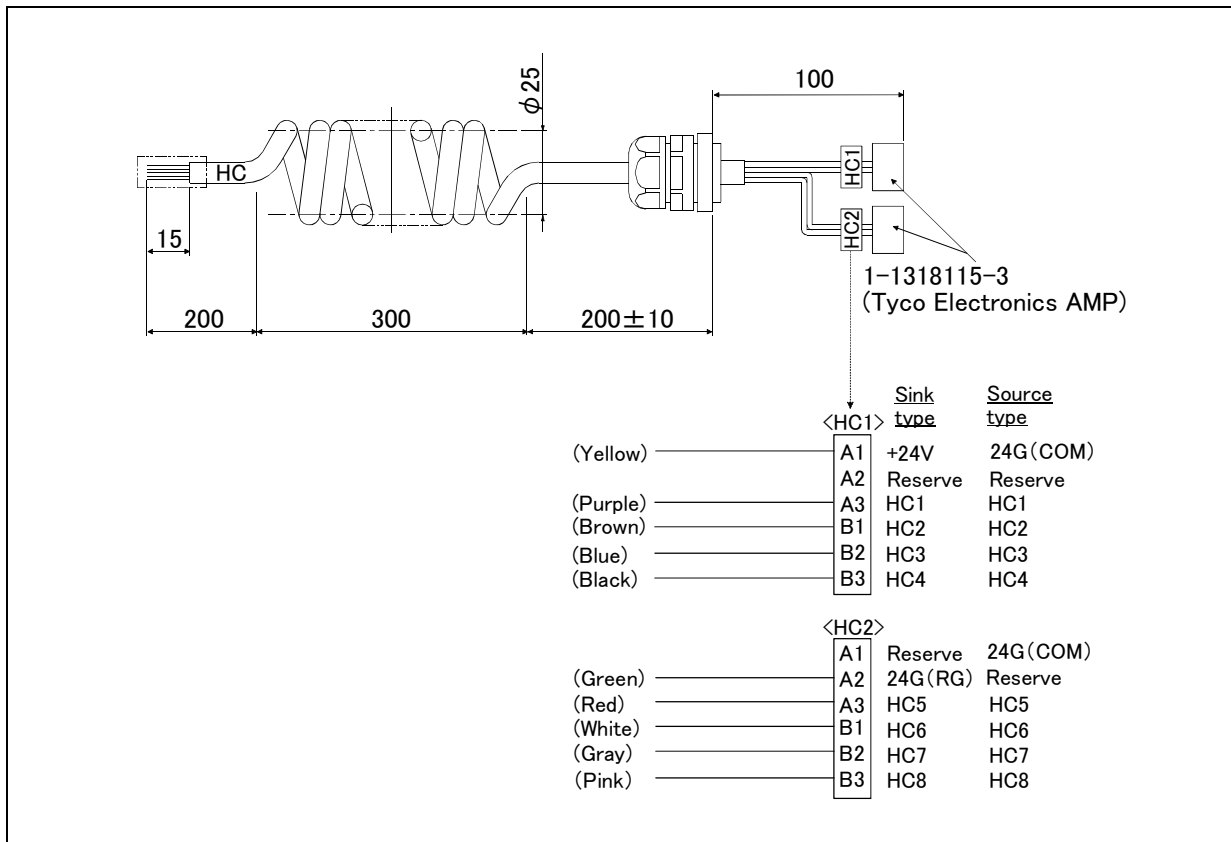 φ25
100
HC
HC1
HC2
15
1-1318115-3
(Tyco Electronics AMP)
200
300
200±10
Sink type
Source type
<HC1>
(Yellow) A1 +24V 24G(COM)
A2 Reserve Reserve
(Purple) A3 HC1 HC1
(Brown) B1 HC2 HC2
(Blue) B2 HC3 HC3
(Black) B3 HC4 HC4
<HC2>
A1 Reserve 24G(COM)
(Green) A2 24G(RG) Reserve
(Red) A3 HC5 HC5
(White) B1 HC6 HC6
(Gray) B2 HC7 HC7
(Pink) B3 HC8 HC8